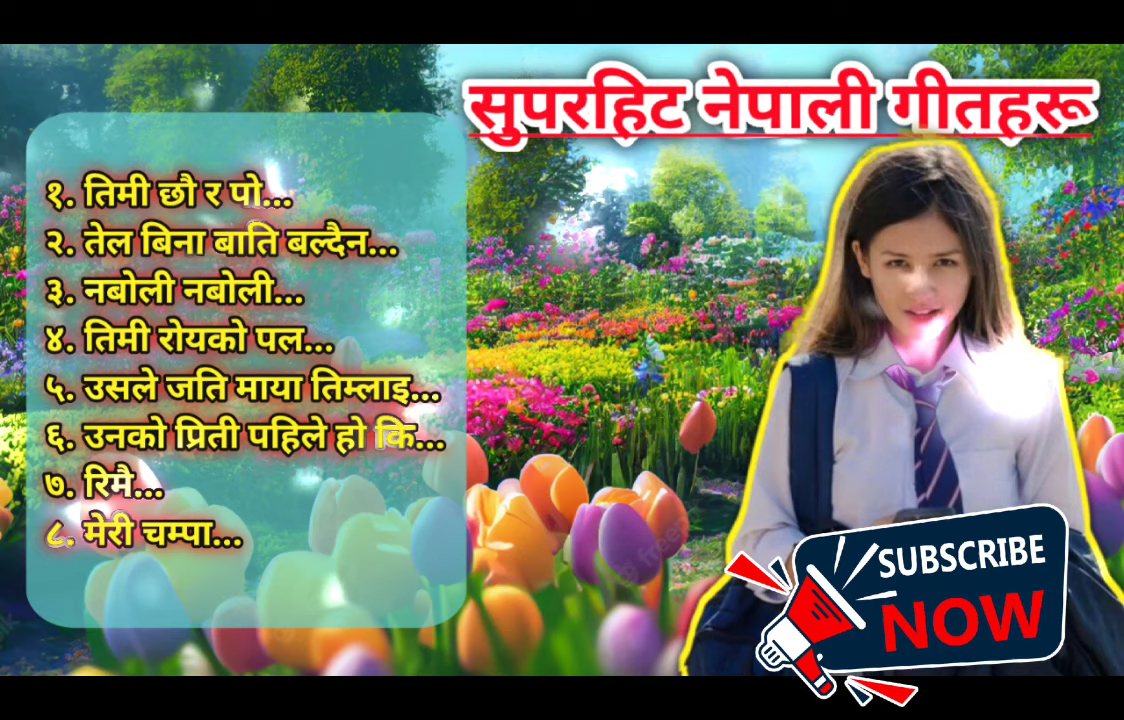 सुपरहिट नेपाली गीतहरू
१. तिमी छौ र पो...
२. तेल बिना बाति बल्दैन...
३. नबोली नबोली...
४. तिमी रोयको पल...
५. उसले जति माया तिम्लाइ...
६. उनको प्रिती पहिले हो कि...
७. रिमै...
८. मेरी चम्पा...
SUBSCRIBE
NOW